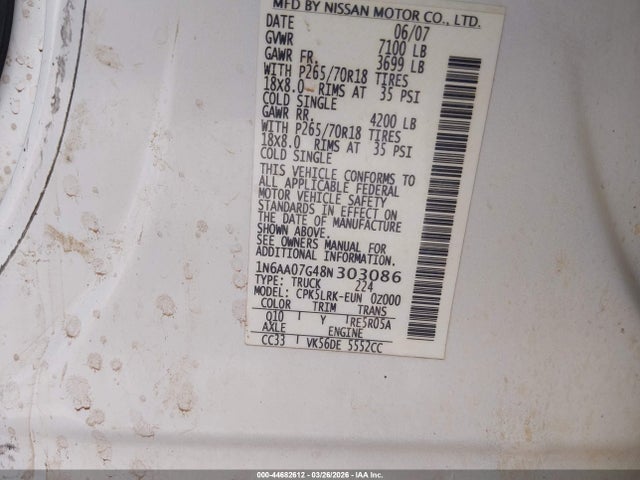 MFD BY NISSAN MOTOR CO., LTD.
DATE 06/07
GVWR 7100 LB
GAWR FR. 3699 LB
WITH P265/70R18 TIRES
18X8.0 RIMS AT 35 PSI
COLD SINGLE
GAWR RR. 4200 LB
WITH P265/70R18 TIRES
18X8.0 RIMS AT 35 PSI
COLD SINGLE
THIS VEHICLE CONFORMS TO
ALL APPLICABLE FEDERAL
MOTOR VEHICLE SAFETY
STANDARDS IN EFFECT ON
THE DATE OF MANUFACTURE
SHOWN ABOVE.
SEE OWNERS MANUAL FOR
ADDITIONAL INFORMATION.
1N6AA07G48N303086
TYPE: TRUCK 224
MODEL: CPK5LRK-EUN 0Z000
COLOR TRIM TRANS
Q10 Y RE5R05A
AXLE ENGINE
CC33 VK56DE 5552CC
000-44682612 - 03/26/2026 - IAA Inc.